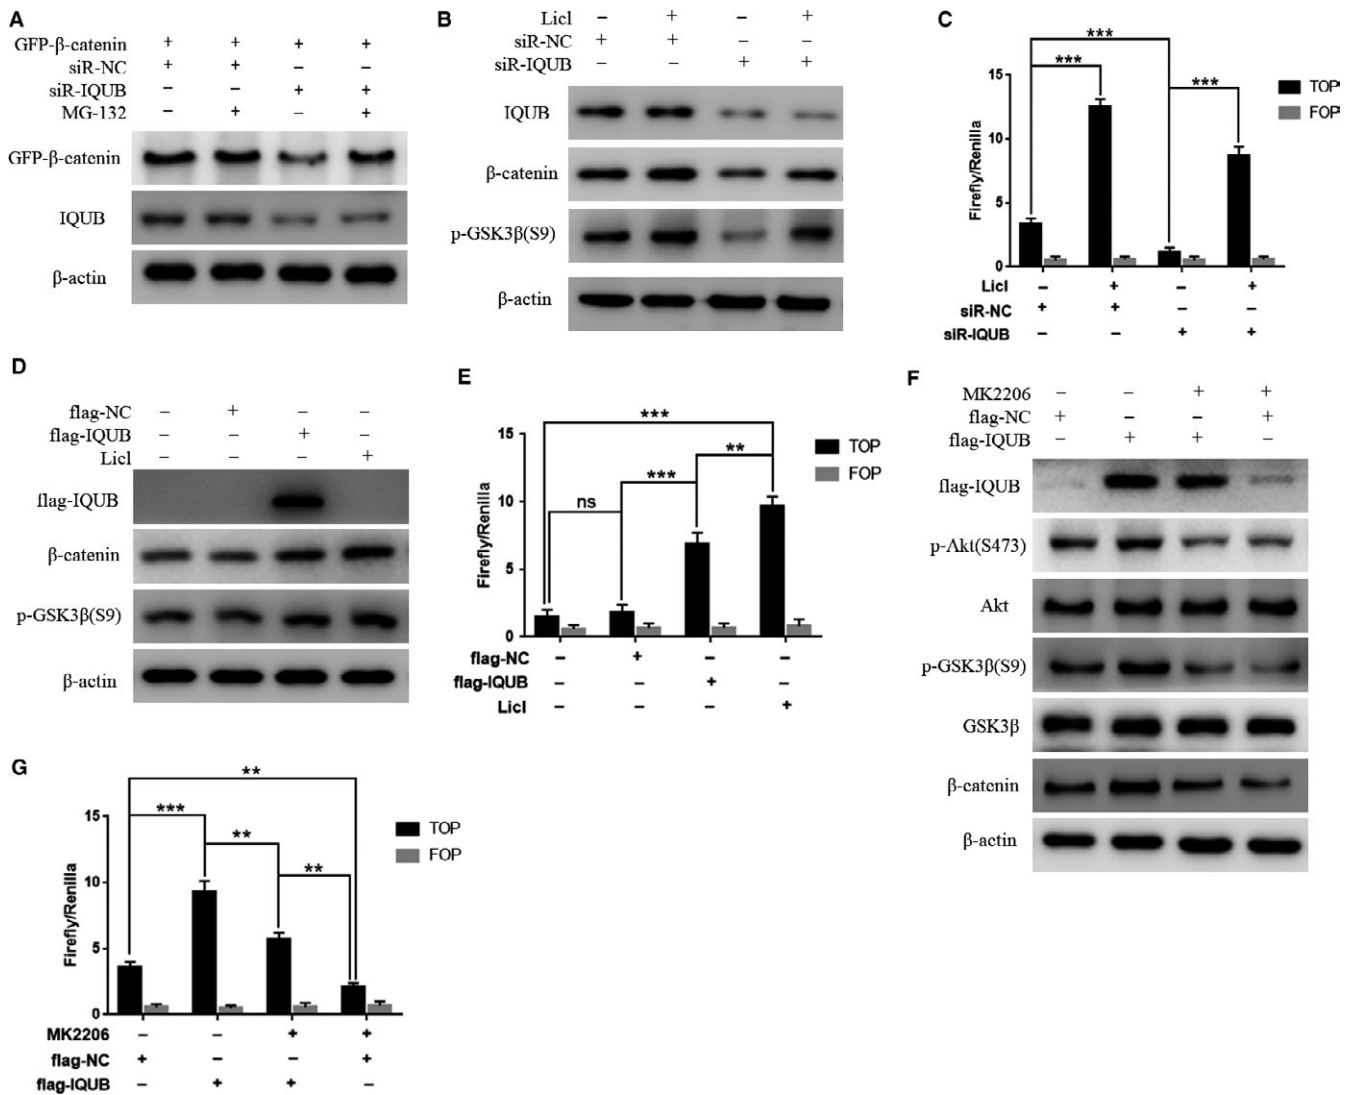 A
GFP-β-catenin + + + +
siR-NC + + – –
siR-IQUB – – + +
MG-132 – + – +
GFP-β-catenin
IQUB
β-actin
B
LicI – + – +
siR-NC + + – –
siR-IQUB – – + +
IQUB
β-catenin
p-GSK3β(S9)
β-actin
C
***
***
***
15
10
5
0
Firefly/Renilla
TOP
FOP
LicI – + – +
siR-NC + + – –
siR-IQUB – – + +
D
flag-NC – + – –
flag-IQUB – – + –
LicI – – – +
flag-IQUB
β-catenin
p-GSK3β(S9)
β-actin
E
***
**
***
ns
15
10
5
0
Firefly/Renilla
TOP
FOP
flag-NC – + – –
flag-IQUB – – + –
LicI – – – +
F
MK2206 – – + +
flag-NC + – – +
flag-IQUB – + + –
flag-IQUB
p-Akt(S473)
Akt
p-GSK3β(S9)
GSK3β
β-catenin
β-actin
G
**
***
**
**
15
10
5
0
Firefly/Renilla
TOP
FOP
MK2206 – – + +
flag-NC + – – +
flag-IQUB – + + –